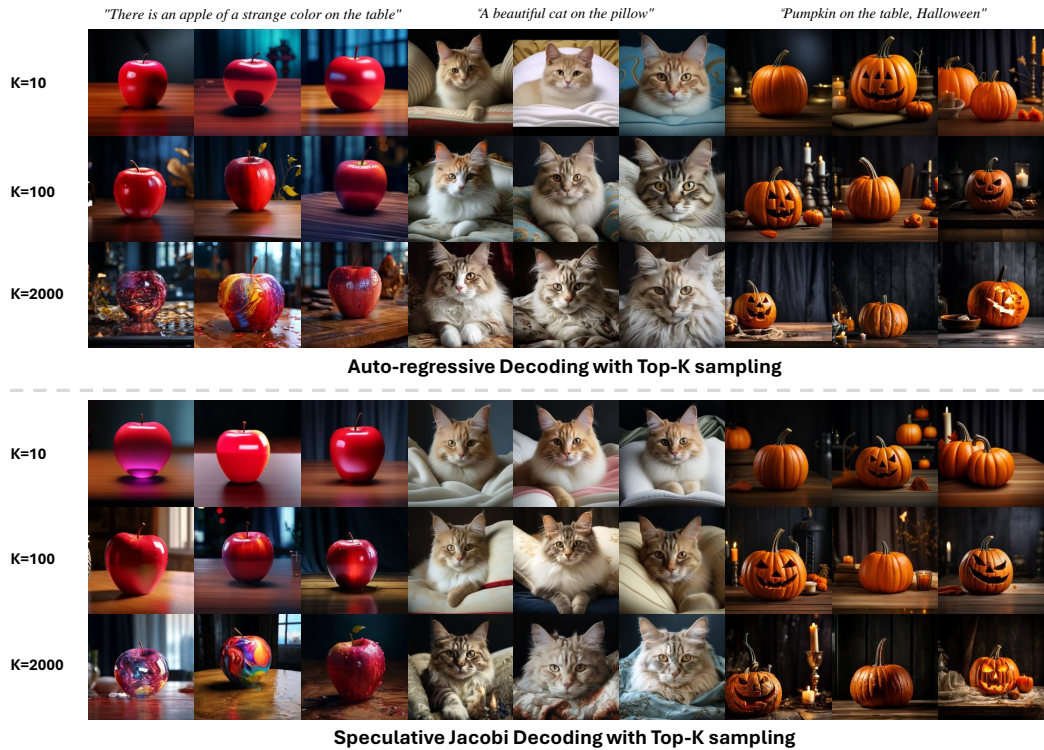 "There is an apple of a strange color on the table" "A beautiful cat on the pillow" "Pumpkin on the table, Halloween"
K=10
K=100
K=2000
Auto-regressive Decoding with Top-K sampling
K=10
K=100
K=2000
Speculative Jacobi Decoding with Top-K sampling